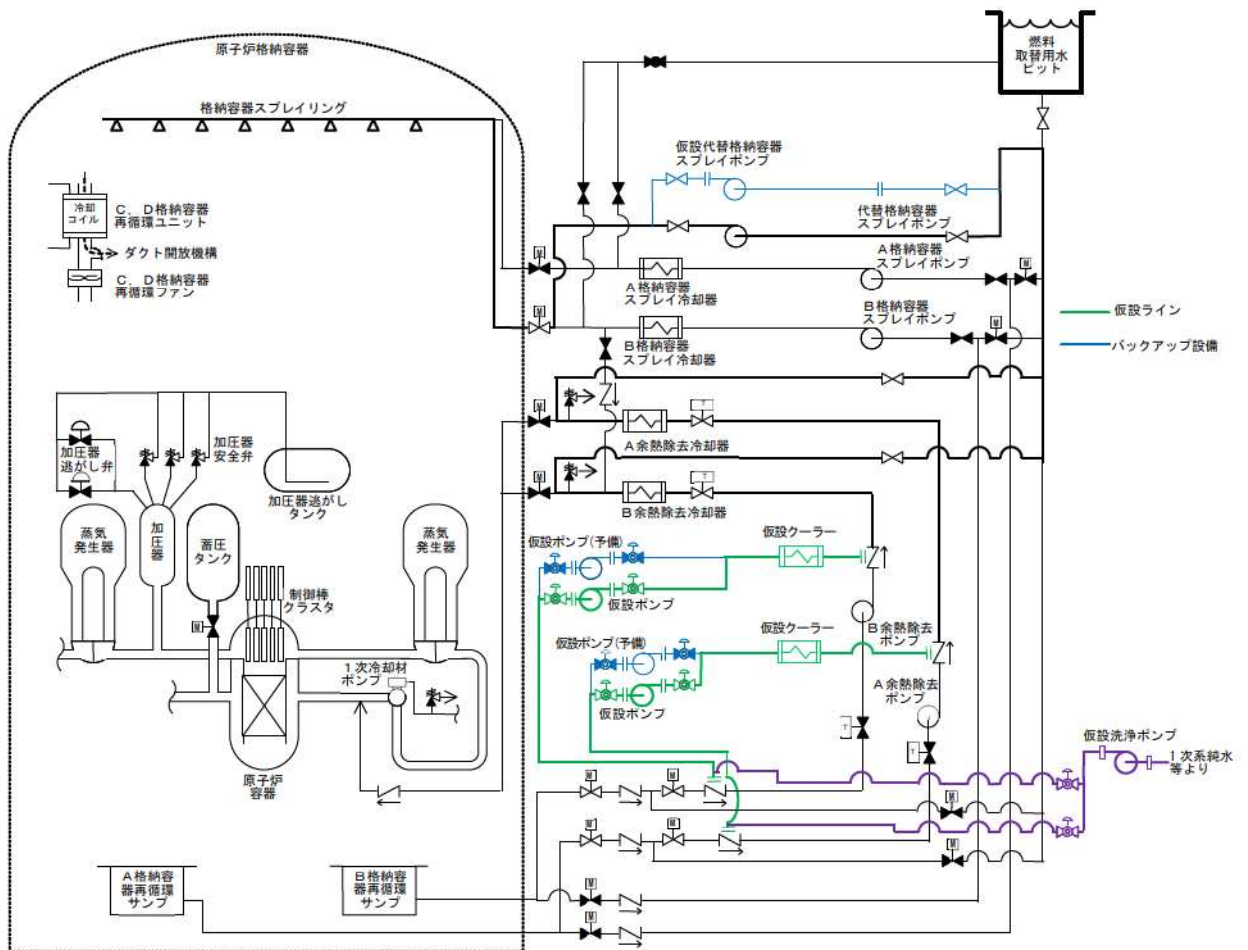 原子炉格納容器
格納容器スプレイリング
燃料
取替用水
ピット
仮設代替格納容器
スプレイポンプ
冷却
コイル
C，D格納容器
再循環ユニット
ダクト開放機構
C，D格納容器
再循環ファン
代替格納容器
スプレイポンプ
A格納容器
スプレイポンプ
M
M
A格納容器
スプレイ冷却器
B格納容器
スプレイポンプ
M
M
B格納容器
スプレイ冷却器
仮設ライン
バックアップ設備
M
T
A余熱除去冷却器
加圧器
逃がし弁
加圧器
安全弁
加圧器逃がし
タンク
M
T
B余熱除去冷却器
蒸気
発生器
加
圧
器
蓄圧
タンク
蒸気
発生器
制御棒
クラスタ
M
仮設ポンプ(予備)
仮設クーラー
仮設ポンプ
B余熱除去
ポンプ
仮設ポンプ(予備)
仮設クーラー
仮設ポンプ
A余熱除去
ポンプ
1次冷却材
ポンプ
T
T
原子炉
容器
仮設洗浄ポンプ
1次系純水
等より
M
M
M
M
M
M
A格納容
器再循環
サンプ
B格納容
器再循環
サンプ
M
M